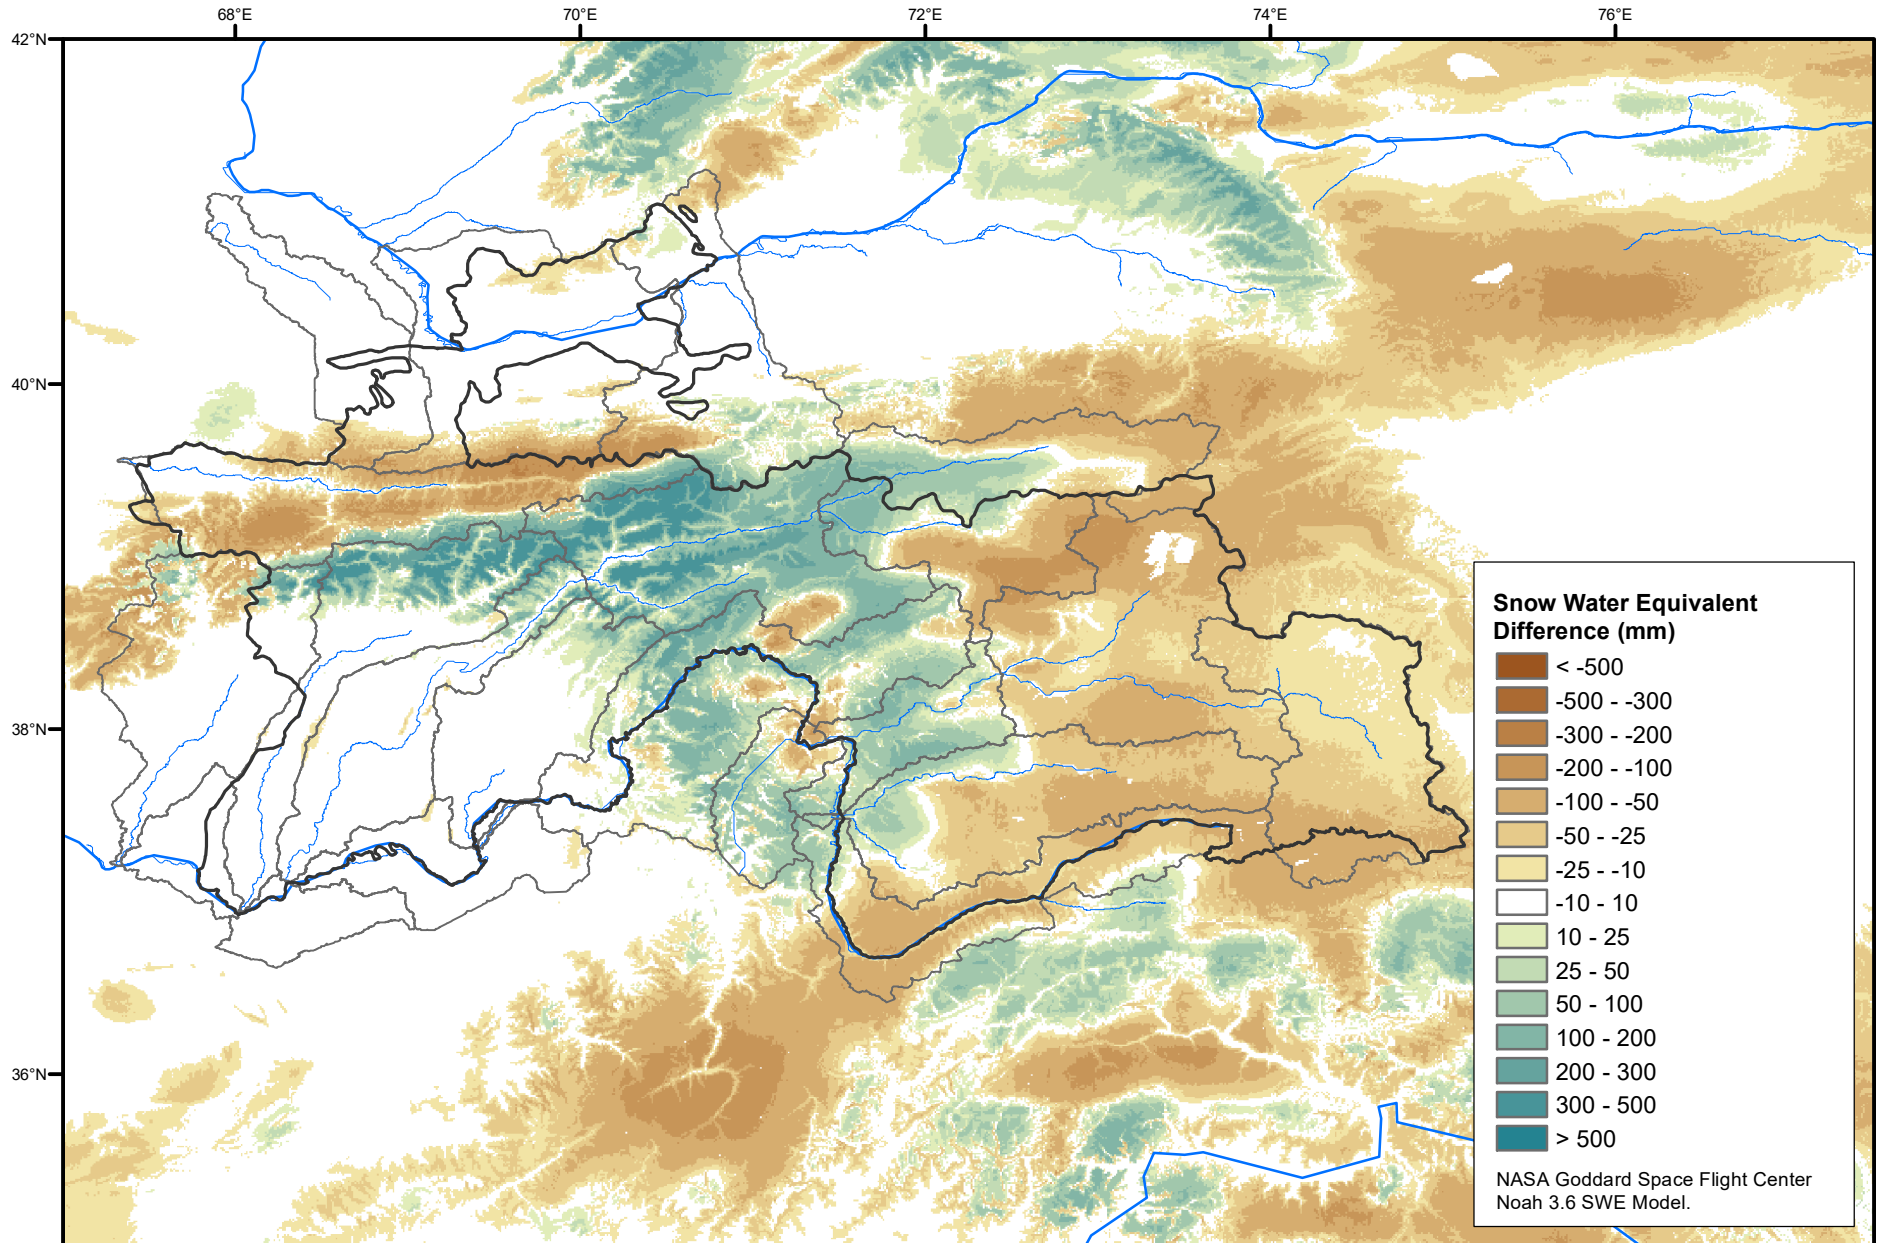 68°E
70°E
72°E
74°E
76°E
42°N
40°N
38°N
36°N
Snow Water Equivalent
Difference (mm)
< -500
-500 - -300
-300 - -200
-200 - -100
-100 - -50
-50 - -25
-25 - -10
-10 - 10
10 - 25
25 - 50
50 - 100
100 - 200
200 - 300
300 - 500
> 500
NASA Goddard Space Flight Center
Noah 3.6 SWE Model.